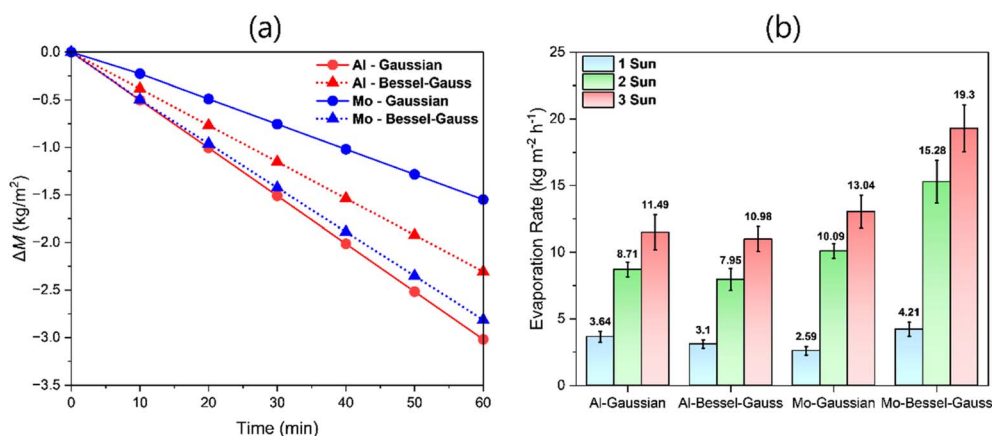 (a)
0.0
−0.5
−1.0
−1.5
−2.0
−2.5
−3.0
−3.5
ΔM (kg/m²)
Al - Gaussian
Al - Bessel-Gauss
Mo - Gaussian
Mo - Bessel-Gauss
0 10 20 30 40 50 60
Time (min)
(b)
25
20
15
10
5
0
Evaporation Rate (kg m⁻² h⁻¹)
1 Sun
2 Sun
3 Sun
3.64 8.71 11.49
3.1 7.95 10.98
2.59 10.09 13.04
4.21 15.28 19.3
Al-Gaussian Al-Bessel-Gauss Mo-Gaussian Mo-Bessel-Gauss